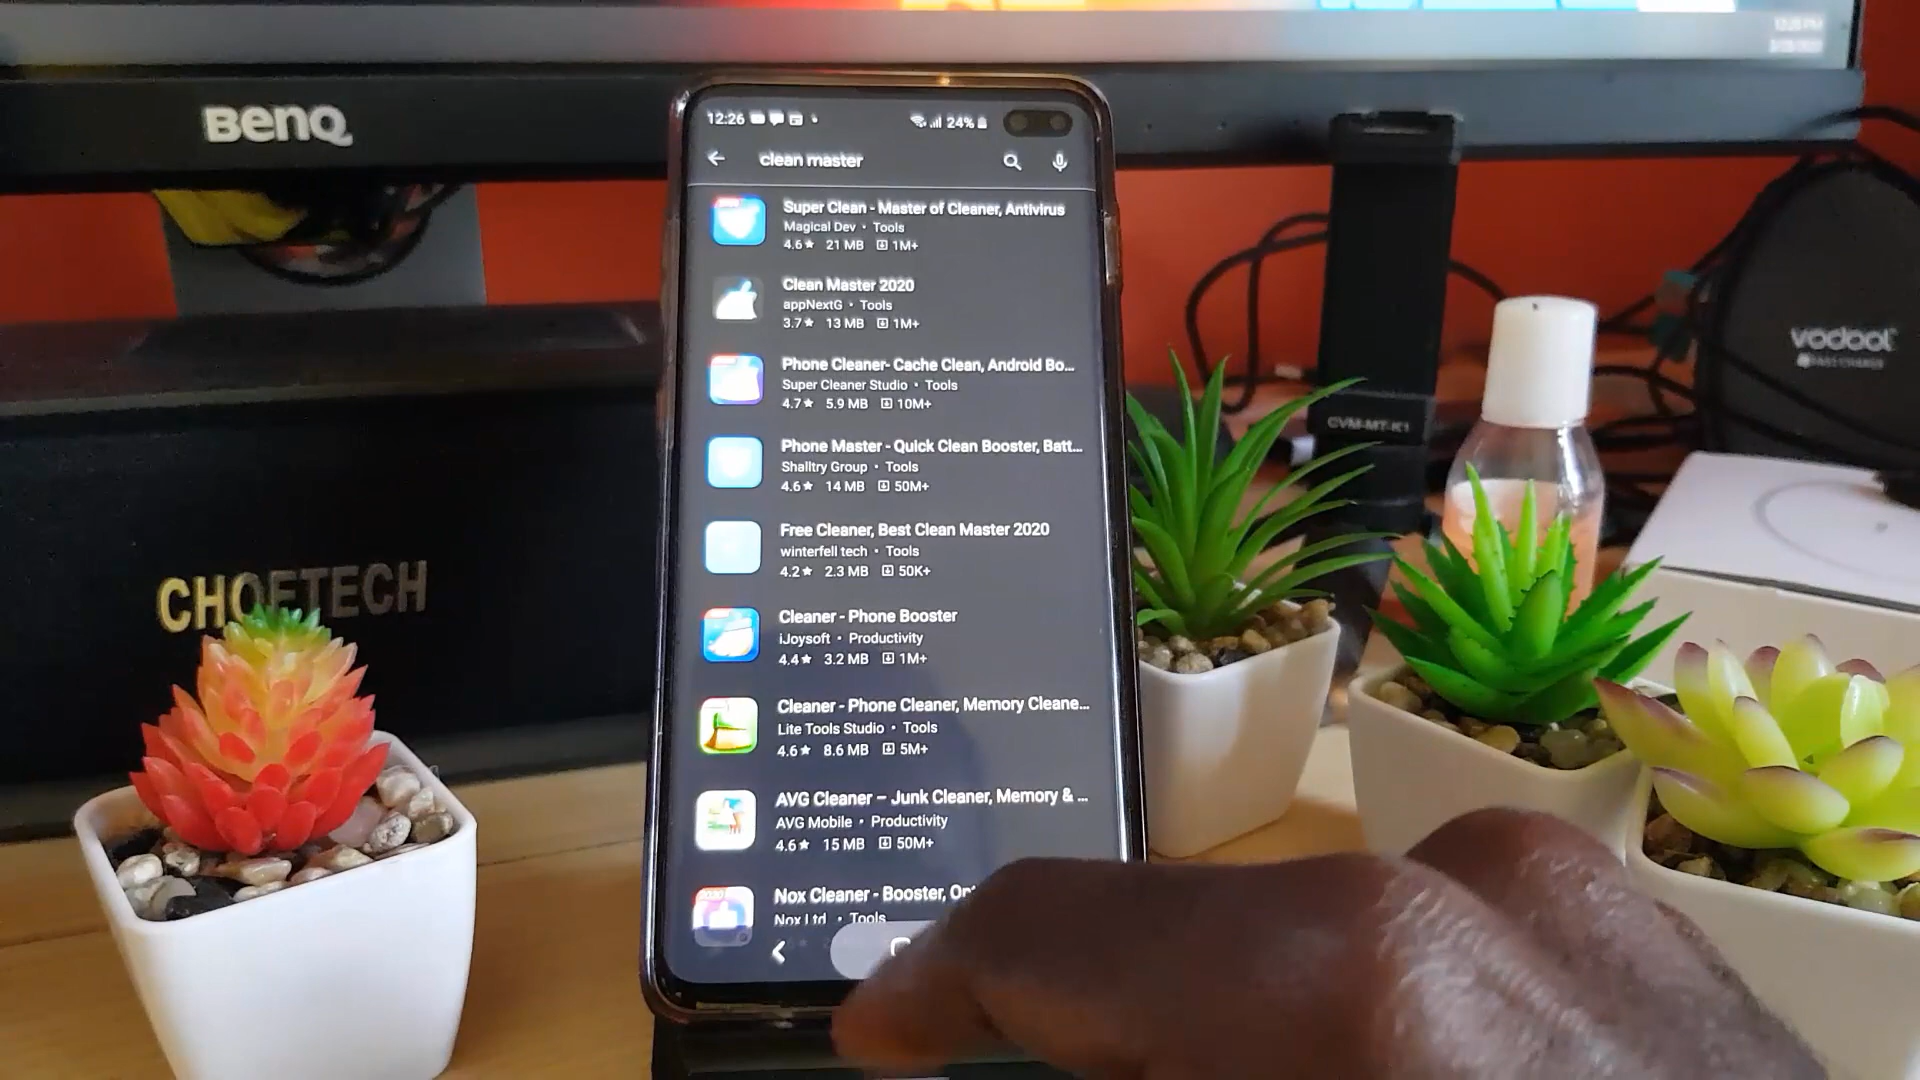 BenQ
12:26
24%
clean master
Super Clean - Master of Cleaner, Antivirus
Magical Dev • Tools
4.6★ 21 MB 1M+
Clean Master 2020
appNextG • Tools
3.7★ 13 MB 1M+
Phone Cleaner- Cache Clean, Android Bo...
Super Cleaner Studio • Tools
4.7★ 5.9 MB 10M+
Phone Master - Quick Clean Booster, Batt...
Shalltry Group • Tools
4.6★ 14 MB 50M+
Free Cleaner, Best Clean Master 2020
winterfell tech • Tools
4.2★ 2.3 MB 50K+
Cleaner - Phone Booster
iJoysoft • Productivity
4.4★ 3.2 MB 1M+
Cleaner - Phone Cleaner, Memory Cleane...
Lite Tools Studio • Tools
4.6★ 8.6 MB 5M+
AVG Cleaner – Junk Cleaner, Memory & ...
AVG Mobile • Productivity
4.6★ 15 MB 50M+
Nox Cleaner - Booster,
Nox Ltd. • Tools
CHOETECH
CVM-MT-K1
vodool